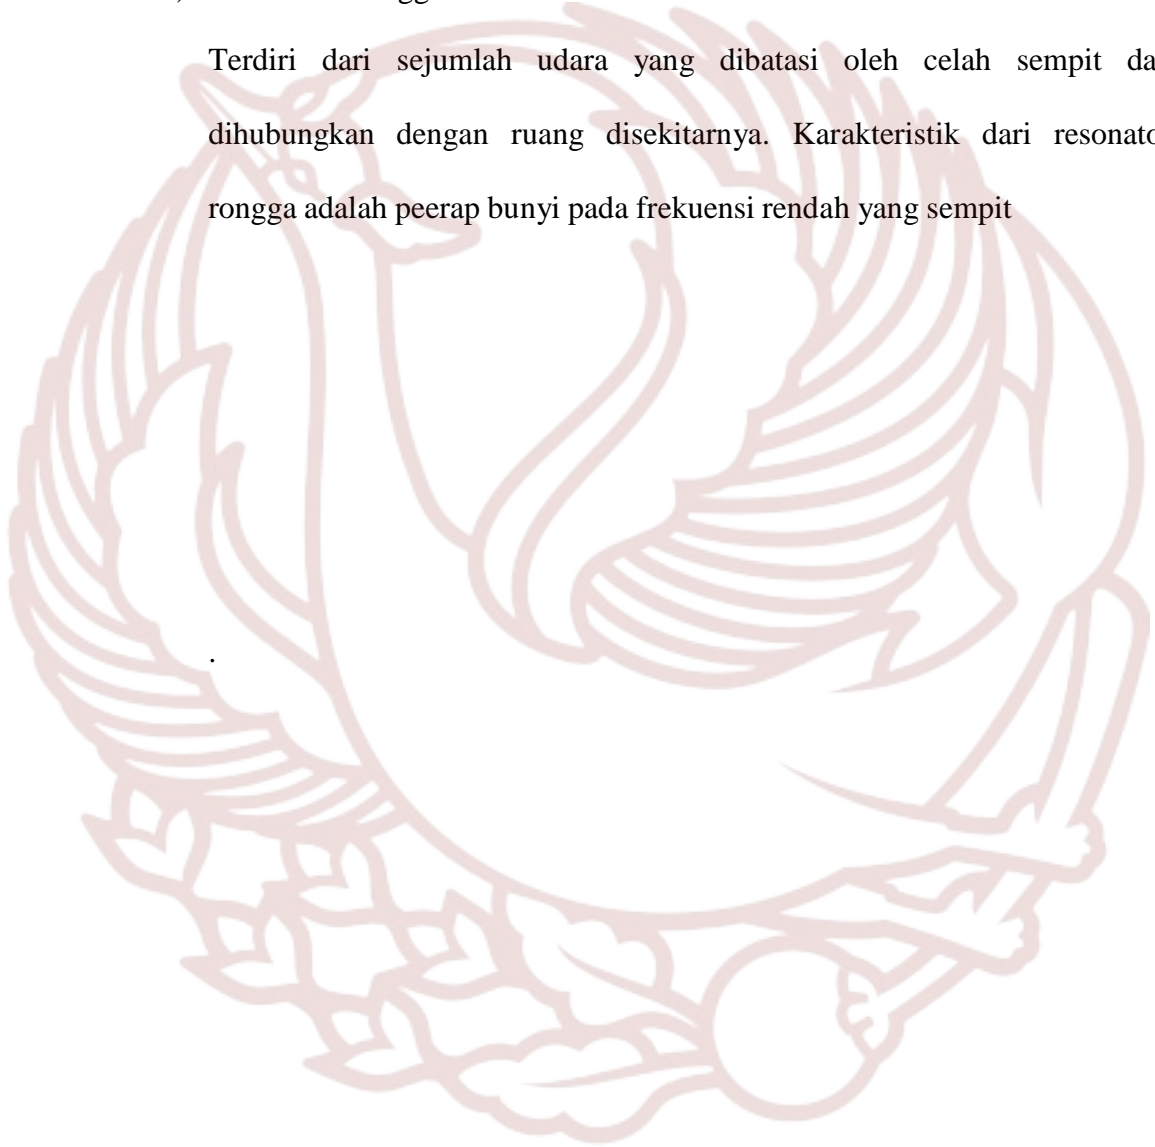 Terdiri dari sejumlah udara yang dibatasi oleh celah sempit da
dihubungkan dengan ruang disekitarnya. Karakteristik dari resonato
rongga adalah peerap bunyi pada frekuensi rendah yang sempit
.